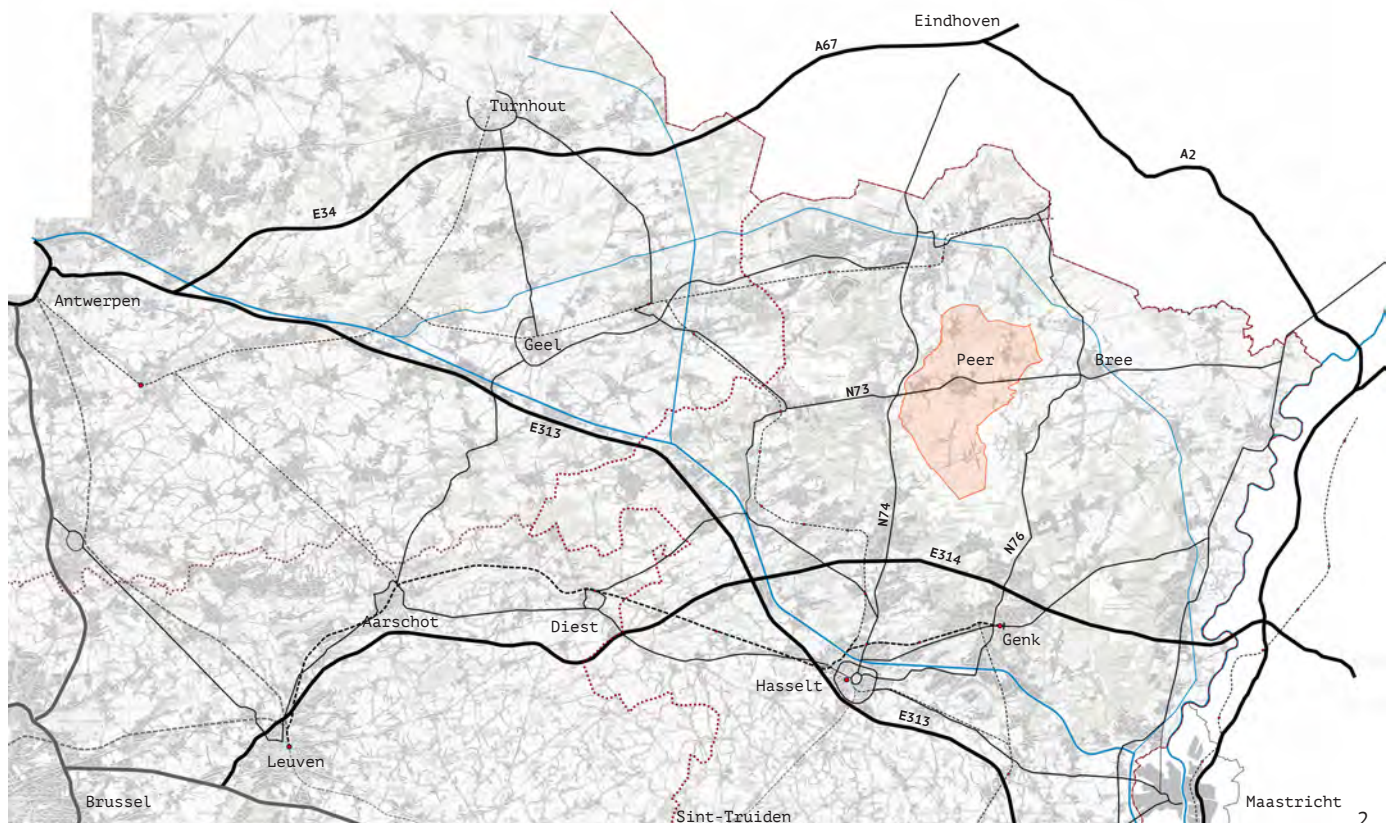 Eindhoven
A67
Turnhout
A2
E34
Antwerpen
Geel
Peer
Bree
N73
E313
N74
N76
E314
Aarschot
Diest
Genk
Hasselt
E313
Leuven
Brussel
Maastricht
Sint-Truiden
2